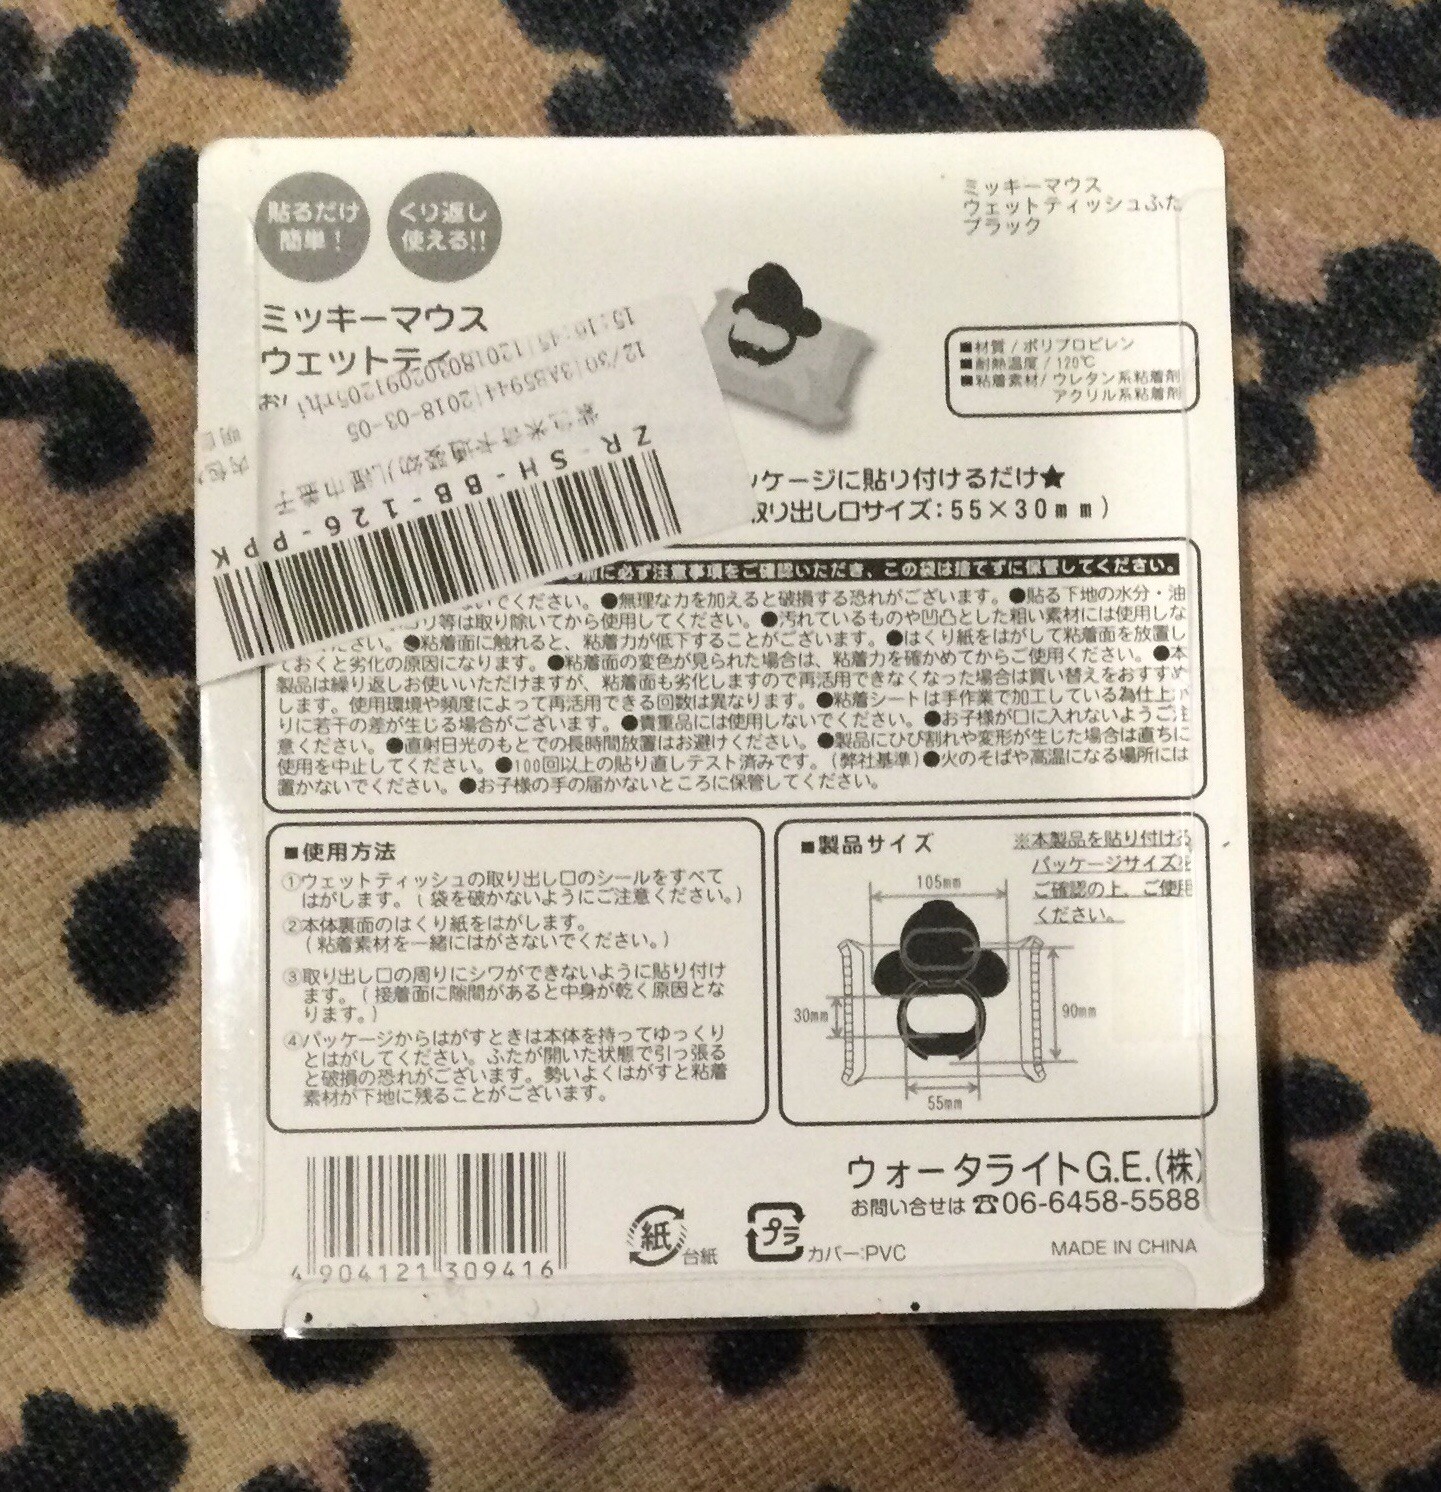 貼るだけ
簡単！
くり返し
使える!!
ミッキーマウス
ウェットティッシュふた
ブラック
ミッキーマウス
ウェットティ
■材質／ポリプロピレン
■耐熱温度／120℃
■粘着素材／ウレタン系粘着剤
アクリル系粘着剤
15:16:45|120180302091205rhl
12/30|3AB5944|2018-03-05
ZR-SH-BB-126-PPK
ッケージに貼り付けるだけ★
取り出し口サイズ:55×30mm)
前に必ず注意事項をご確認いただき、この袋は捨てずに保管してください。
でください。●無理な力を加えると破損する恐れがございます。●貼る下地の水分・油
リ等は取り除いてから使用してください。●汚れているものや凹凸とした粗い素材には使用しな
さい。●粘着面に触れると、粘着力が低下することがございます。●はくり紙をはがして粘着面を放置し
ておくと劣化の原因になります。●粘着面の変色が見られた場合は、粘着力を確かめてからご使用ください。●本
製品は繰り返しお使いいただけますが、粘着面も劣化しますので再活用できなくなった場合は買い替えをおすすめ
します。使用環境や頻度によって再活用できる回数は異なります。●粘着シートは手作業で加工している為仕上が
りに若干の差が生じる場合がございます。●貴重品には使用しないでください。●お子様が口に入れないようご注
意ください。●直射日光のもとでの長時間放置はお避けください。●製品にひび割れや変形が生じた場合は直ちに
使用を中止してください。●100回以上の貼り直しテスト済みです。(弊社基準)●火のそばや高温になる場所には
置かないでください。●お子様の手の届かないところに保管してください。
■使用方法
①ウェットティッシュの取り出し口のシールをすべて
はがします。(袋を破かないようにご注意ください。)
②本体裏面のはくり紙をはがします。
(粘着素材を一緒にはがさないでください。)
③取り出し口の周りにシワができないように貼り付け
ます。(接着面に隙間があると中身が乾く原因とな
ります。)
④パッケージからはがすときは本体を持ってゆっくり
とはがしてください。ふたが開いた状態で引っ張る
と破損の恐れがございます。勢いよくはがすと粘着
素材が下地に残ることがございます。
■製品サイズ
※本製品を貼り付ける
パッケージサイズを
ご確認の上、ご使用
ください。
105mm
30mm
90mm
55mm
ウォータライトG.E.(株)
お問い合せは☎06-6458-5588
4 904121 309416
紙
台紙
プラ
カバー:PVC
MADE IN CHINA